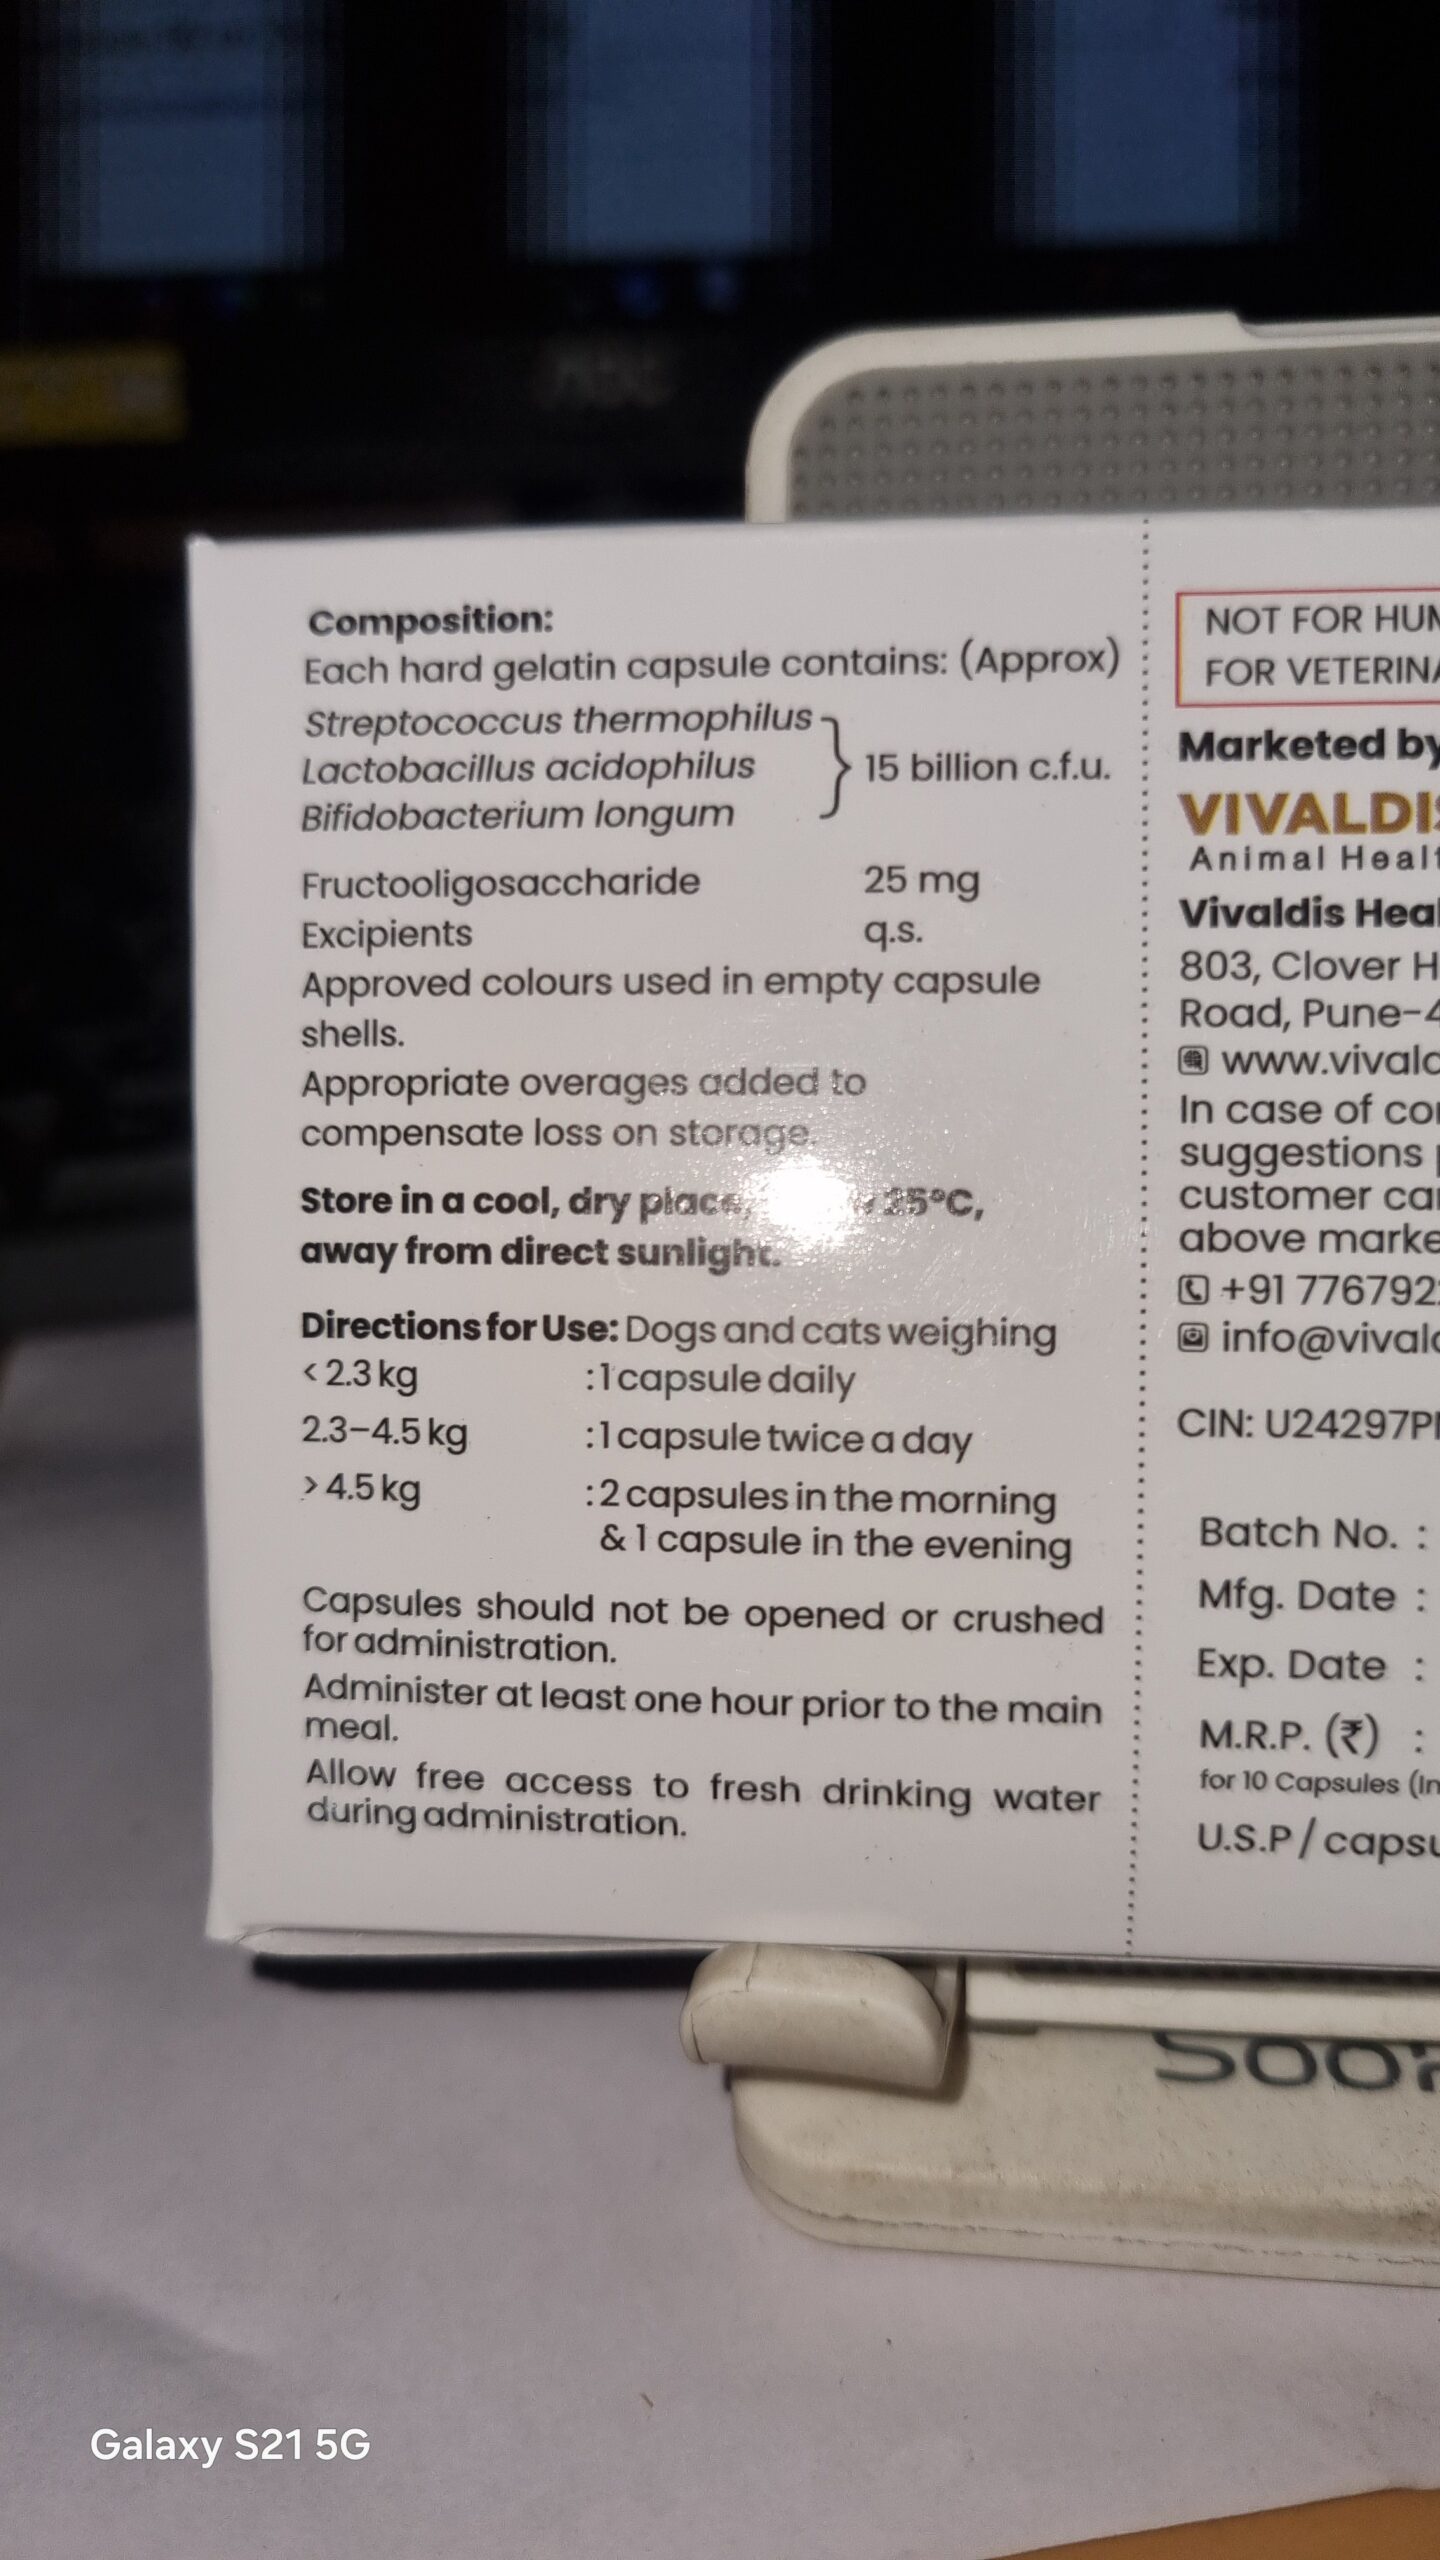 Composition:
Each hard gelatin capsule contains: (Approx)
Streptococcus thermophilus
Lactobacillus acidophilus } 15 billion c.f.u.
Bifidobacterium longum
Fructooligosaccharide 25 mg
Excipients q.s.
Approved colours used in empty capsule
shells.
Appropriate overages added to
compensate loss on storage.
Store in a cool, dry place, 25°C,
away from direct sunlight.
Directions for Use: Dogs and cats weighing
< 2.3 kg : 1 capsule daily
2.3–4.5 kg : 1 capsule twice a day
> 4.5 kg : 2 capsules in the morning
& 1 capsule in the evening
Capsules should not be opened or crushed
for administration.
Administer at least one hour prior to the main
meal.
Allow free access to fresh drinking water
during administration.
NOT FOR HUM
FOR VETERINA
Marketed by
VIVALDIS
Animal Healt
Vivaldis Heal
803, Clover H
Road, Pune-4
www.vivald
In case of co
suggestions
customer car
above marke
+91 776792
info@vivald
CIN: U24297P
Batch No. :
Mfg. Date :
Exp. Date :
M.R.P. (₹) :
for 10 Capsules (In
U.S.P / capsu
Galaxy S21 5G